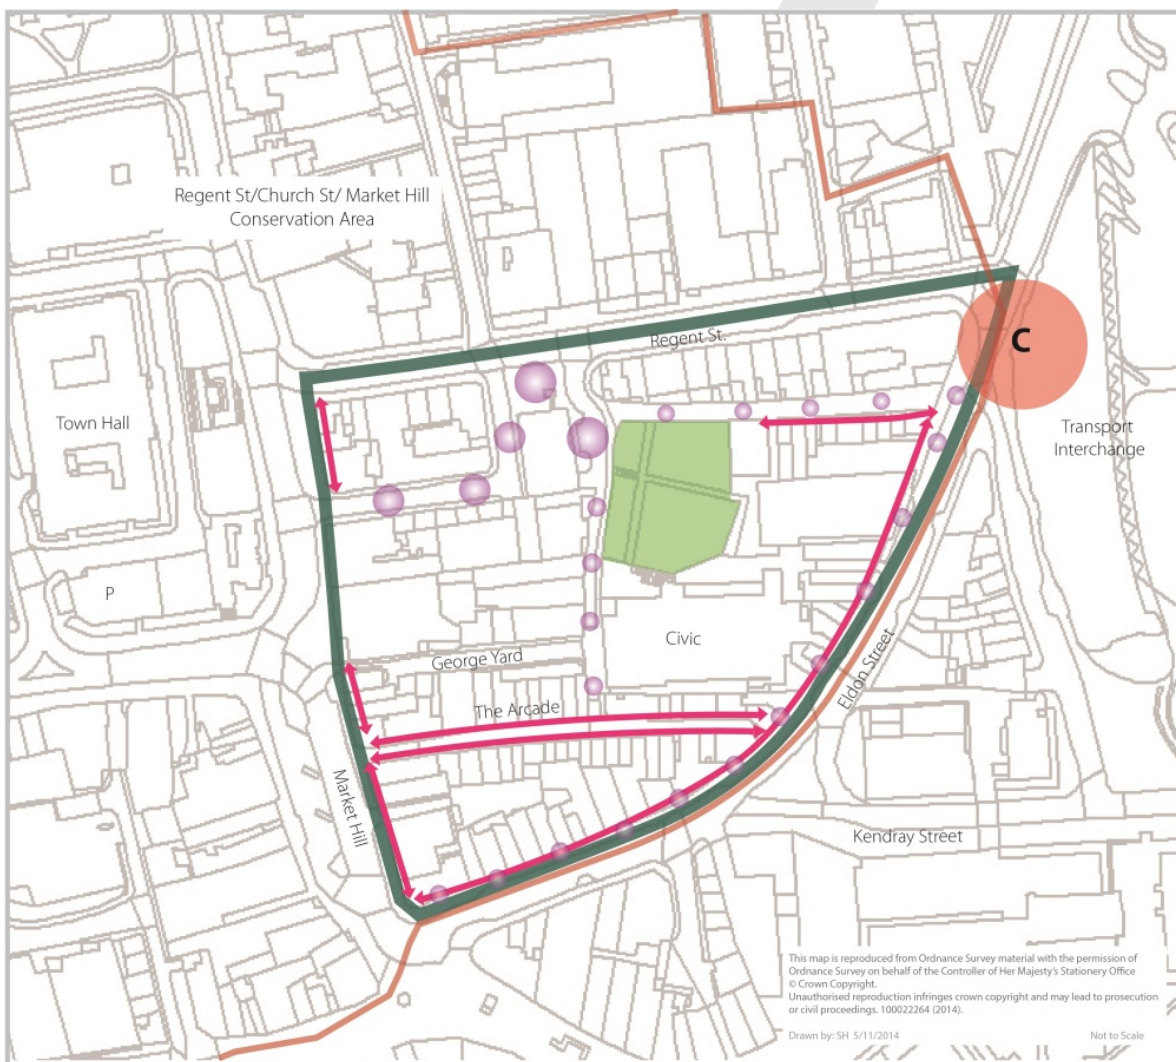 Regent St/Church St/ Market Hill
Conservation Area
Regent St.
C
Town Hall
Transport
Interchange
P
Civic
George Yard
The Arcade
Eldon Street
Market Hill
Kendray Street
This map is reproduced from Ordnance Survey material with the permission of
Ordnance Survey on behalf of the Controller of Her Majesty's Stationery Office
© Crown Copyright.
Unauthorised reproduction infringes crown copyright and may lead to prosecution
or civil proceedings. 100022264 (2014).
Drawn by: SH 5/11/2014
Not to Scale